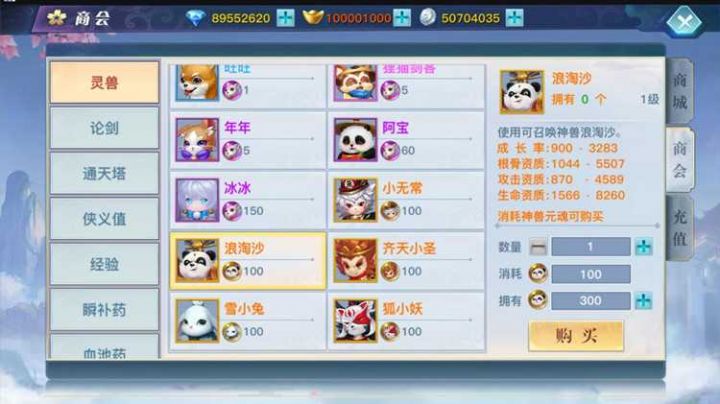 商会
89552620
100001000
50704035
灵兽
论剑
通天塔
侠义值
经验
瞬补药
血池药
旺旺
1
狸猫剑客
5
年年
5
阿宝
60
冰冰
150
小无常
100
浪淘沙
100
齐天小圣
100
雪小兔
100
狐小妖
100
浪淘沙
拥有 0 个
1级
使用可召唤神兽浪淘沙。
成 长 率:900 - 3283
根骨资质:1044 - 5507
攻击资质:870 - 4589
生命资质:1566 - 8260
消耗神兽元魂可购买
数量
1
消耗
100
拥有
300
购买
商城
商会
充值